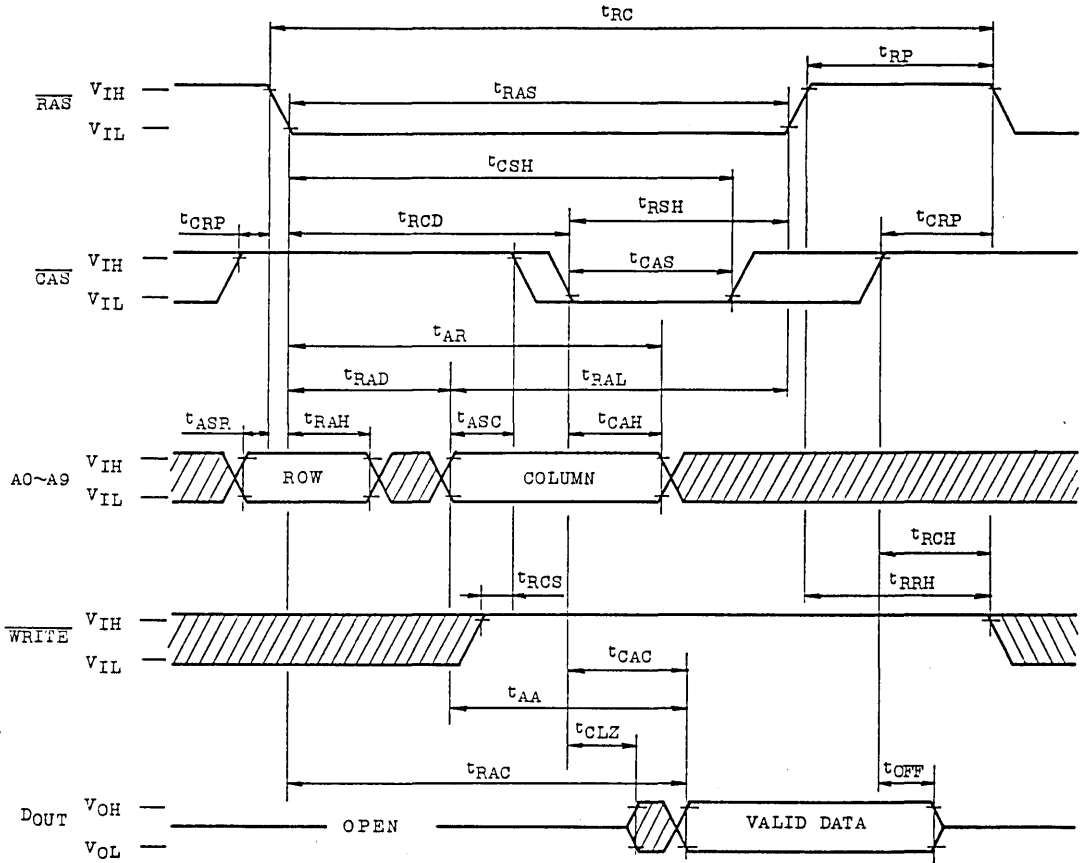 tRC
tRP
RAS VIH
tRAS
VIL
tCSH
tRSH
tCRP tRCD tCRP
CAS VIH
tCAS
VIL
tAR
tRAD tRAL
tASR tRAH tASC tCAH
A0~A9 VIH
ROW COLUMN
VIL
tRCH
tRCS tRRH
WRITE VIH
VIL
tCAC
tAA
tCLZ
tRAC tOFF
DOUT VOH
OPEN VALID DATA
VOL